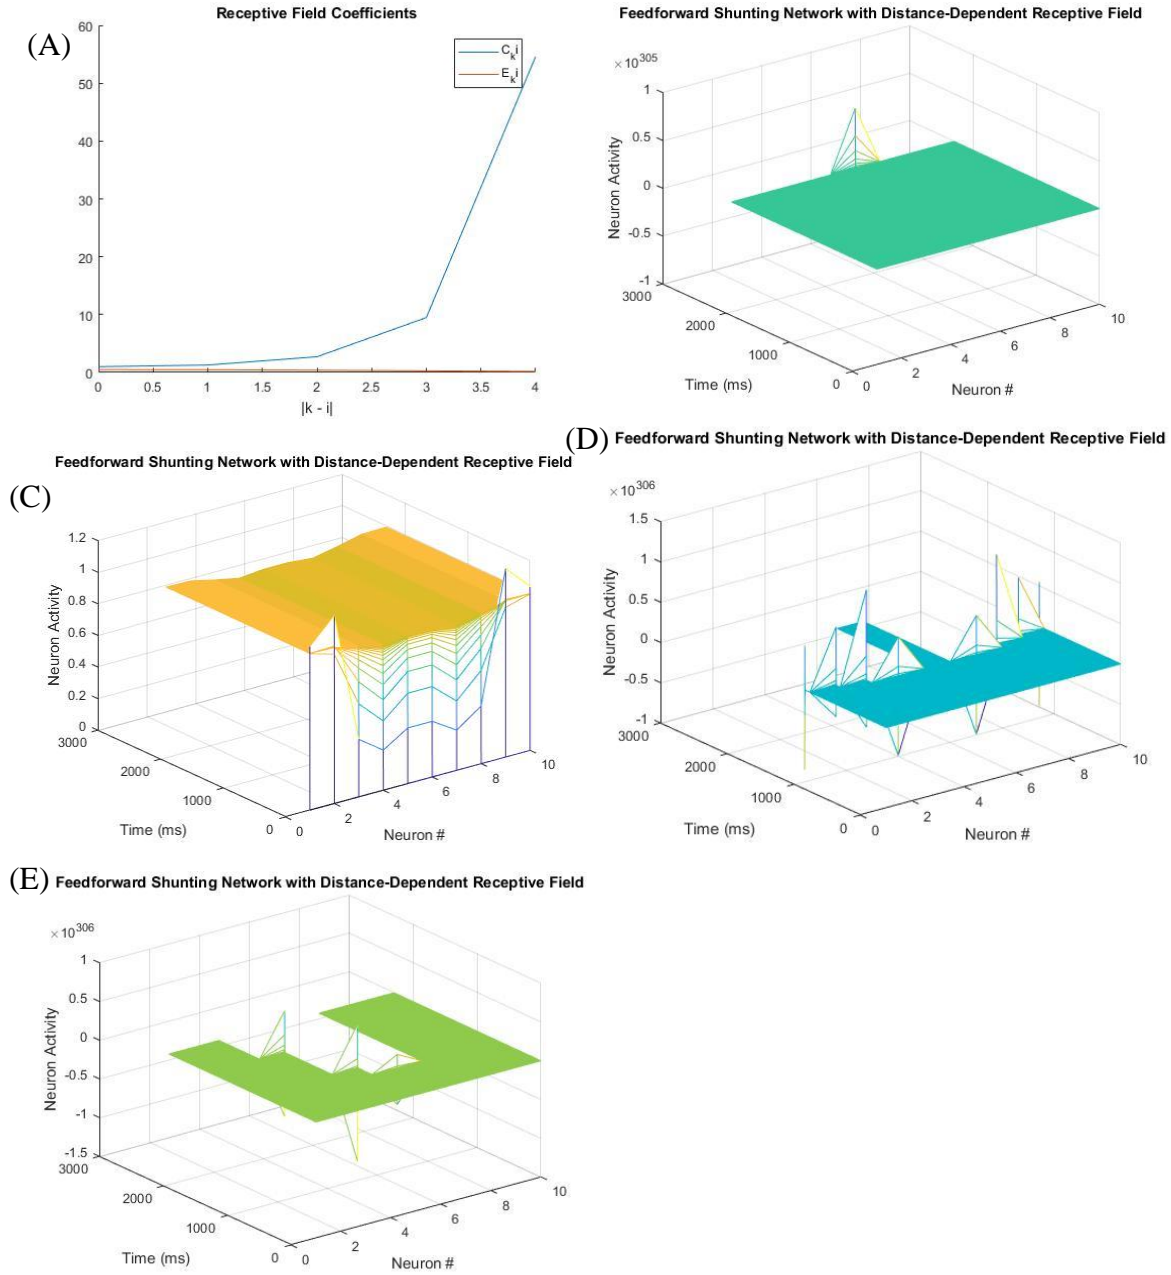 (A)
Receptive Field Coefficients
60
50
40
30
20
10
0
C_ki
E_ki
0 0.5 1 1.5 2 2.5 3 3.5 4
|k - i|
Feedforward Shunting Network with Distance-Dependent Receptive Field
×10^305
1
0.5
0
-0.5
-1
Neuron Activity
3000
2000
1000
0
Time (ms)
0 2 4 6 8 10
Neuron #
(C)
Feedforward Shunting Network with Distance-Dependent Receptive Field
1.2
1
0.8
0.6
0.4
0.2
0
Neuron Activity
3000
2000
1000
0
Time (ms)
0 2 4 6 8 10
Neuron #
(D)
Feedforward Shunting Network with Distance-Dependent Receptive Field
×10^306
1.5
1
0.5
0
-0.5
-1
Neuron Activity
3000
2000
1000
0
Time (ms)
0 2 4 6 8 10
Neuron #
(E)
Feedforward Shunting Network with Distance-Dependent Receptive Field
×10^306
1
0.5
0
-0.5
-1
-1.5
Neuron Activity
3000
2000
1000
0
Time (ms)
0 2 4 6 8 10
Neuron #